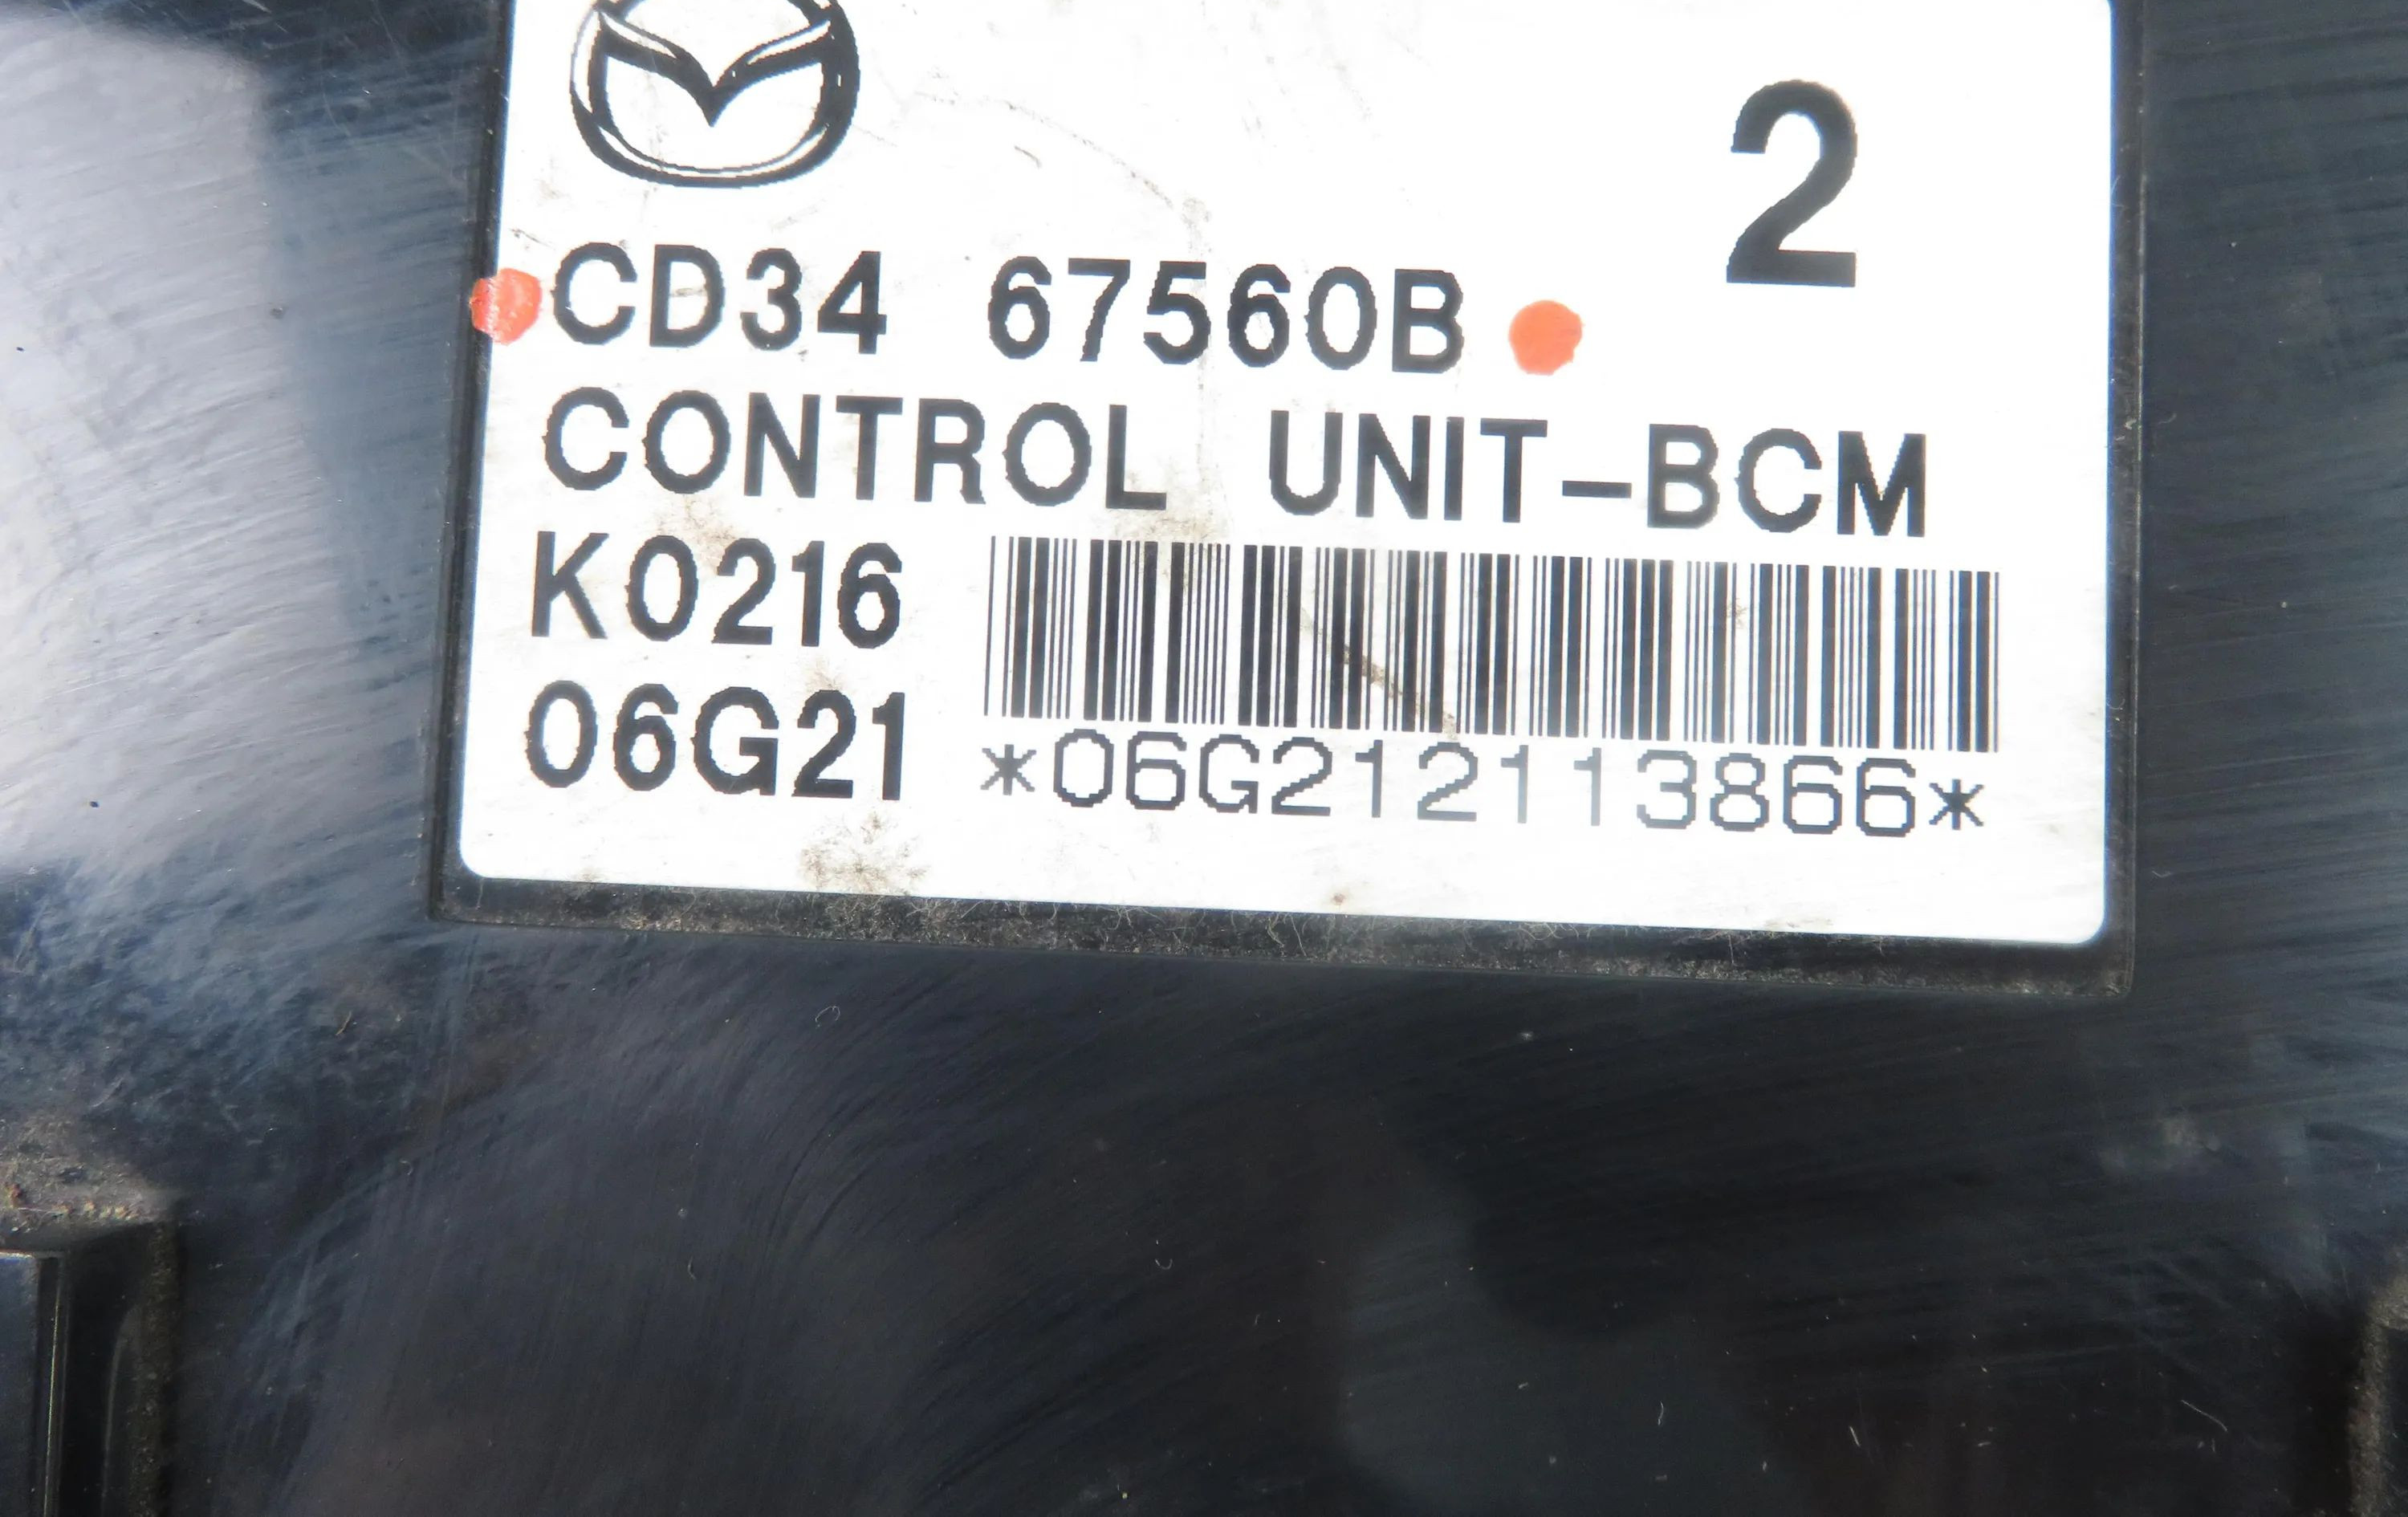 2
CD34 67560B
CONTROL UNIT-BCM
K0216
06G21
*06G212113866*